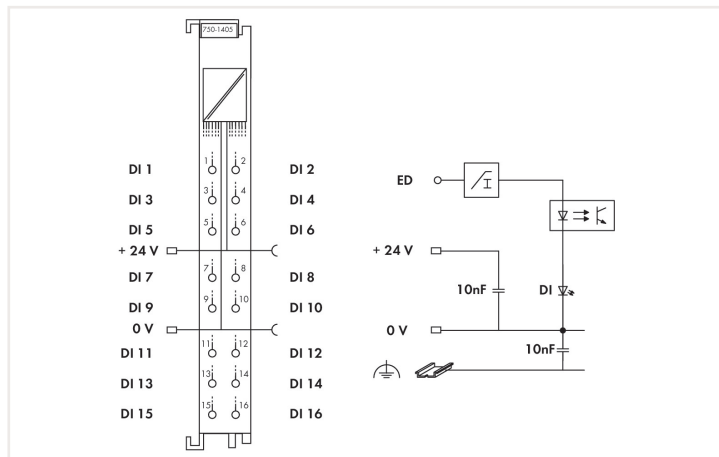 750-1405
1 2
DI 1 DI 2
3 4
DI 3 DI 4
5 6
DI 5 DI 6
+ 24 V
7 8
DI 7 DI 8
9 10
DI 9 DI 10
0 V
11 12
DI 11 DI 12
13 14
DI 13 DI 14
15 16
DI 15 DI 16
ED
I
+ 24 V
10nF
DI
0 V
10nF